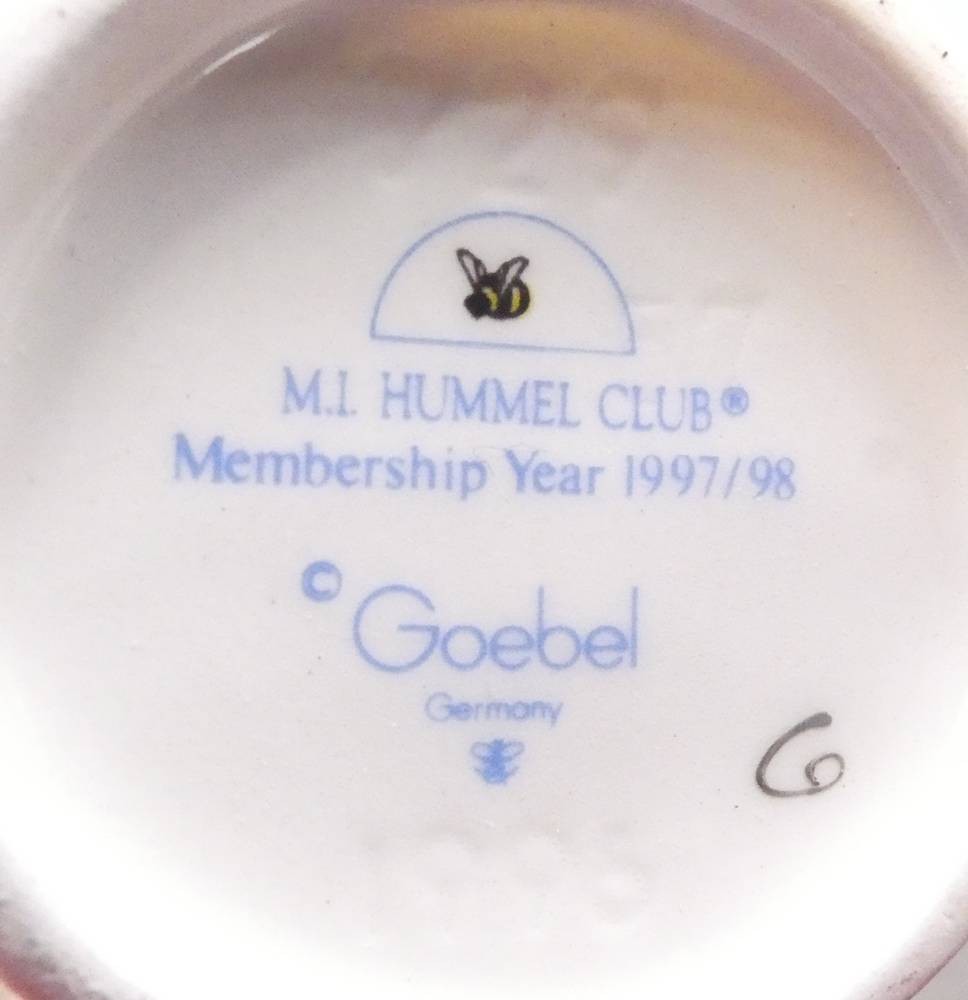 M.I. HUMMEL CLUB®
Membership Year 1997/98
© Goebel
Germany